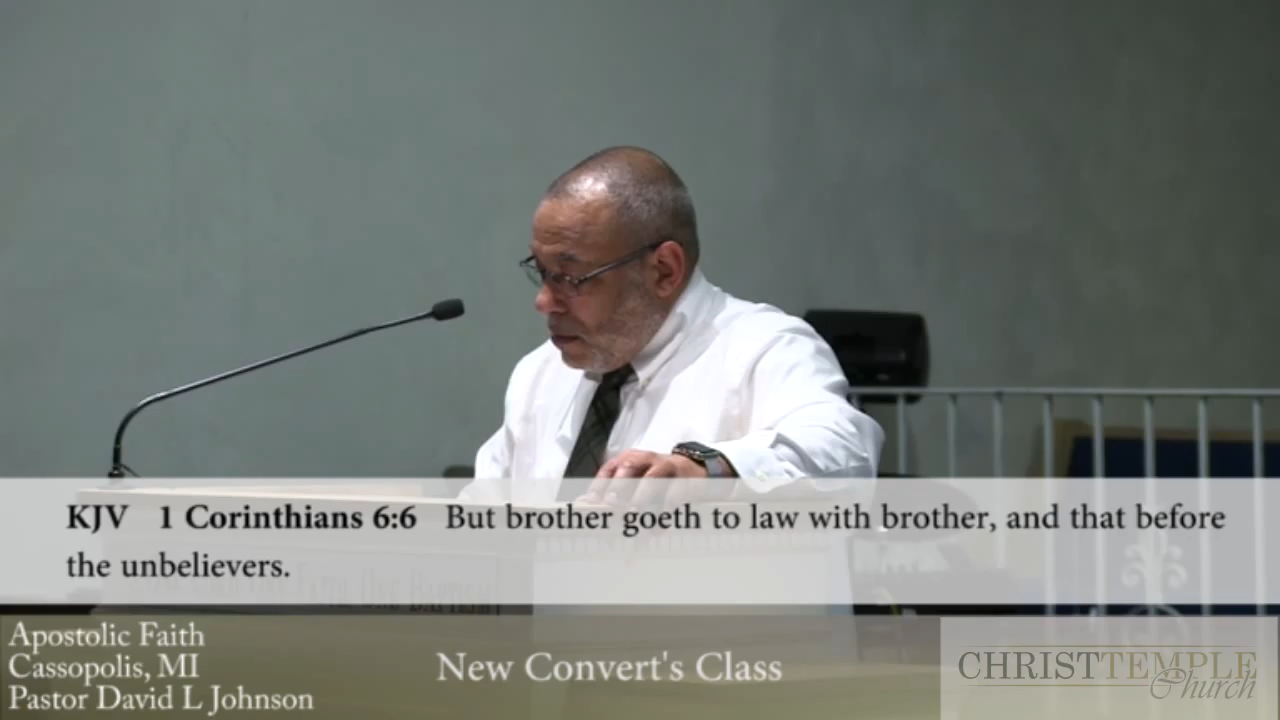 KJV 1 Corinthians 6:6 But brother goeth to law with brother, and that before
the unbelievers.
Apostolic Faith
Cassopolis, MI
Pastor David L Johnson
New Convert's Class
CHRISTTEMPLE
Church